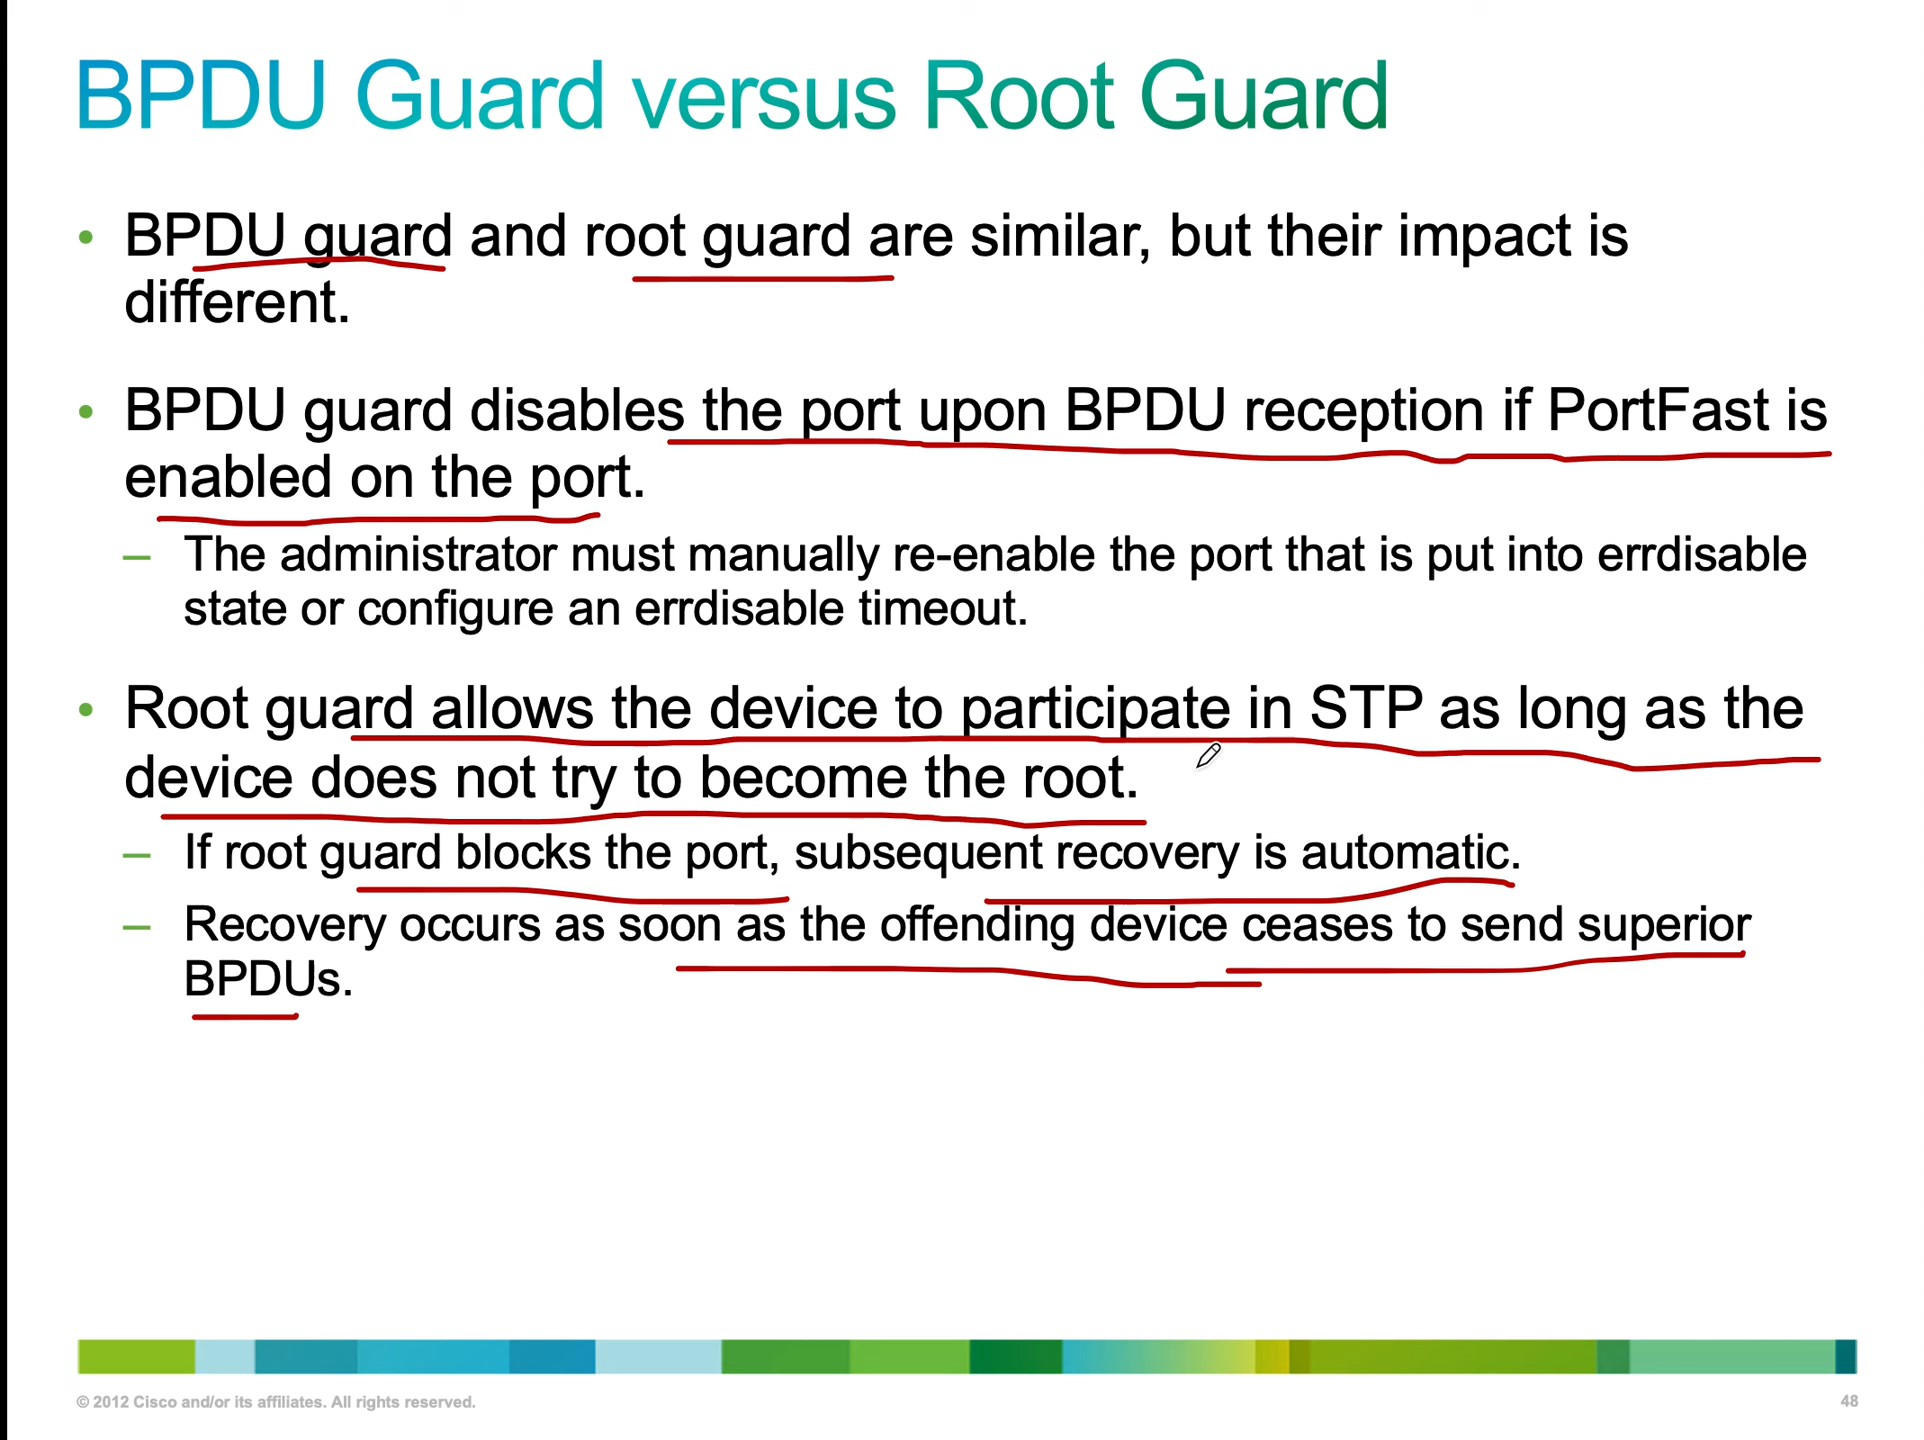 BPDU Guard versus Root Guard
• BPDU guard and root guard are similar, but their impact is
different.
• BPDU guard disables the port upon BPDU reception if PortFast is
enabled on the port.
– The administrator must manually re-enable the port that is put into errdisable
state or configure an errdisable timeout.
• Root guard allows the device to participate in STP as long as the
device does not try to become the root.
– If root guard blocks the port, subsequent recovery is automatic.
– Recovery occurs as soon as the offending device ceases to send superior
BPDUs.
© 2012 Cisco and/or its affiliates. All rights reserved.
48